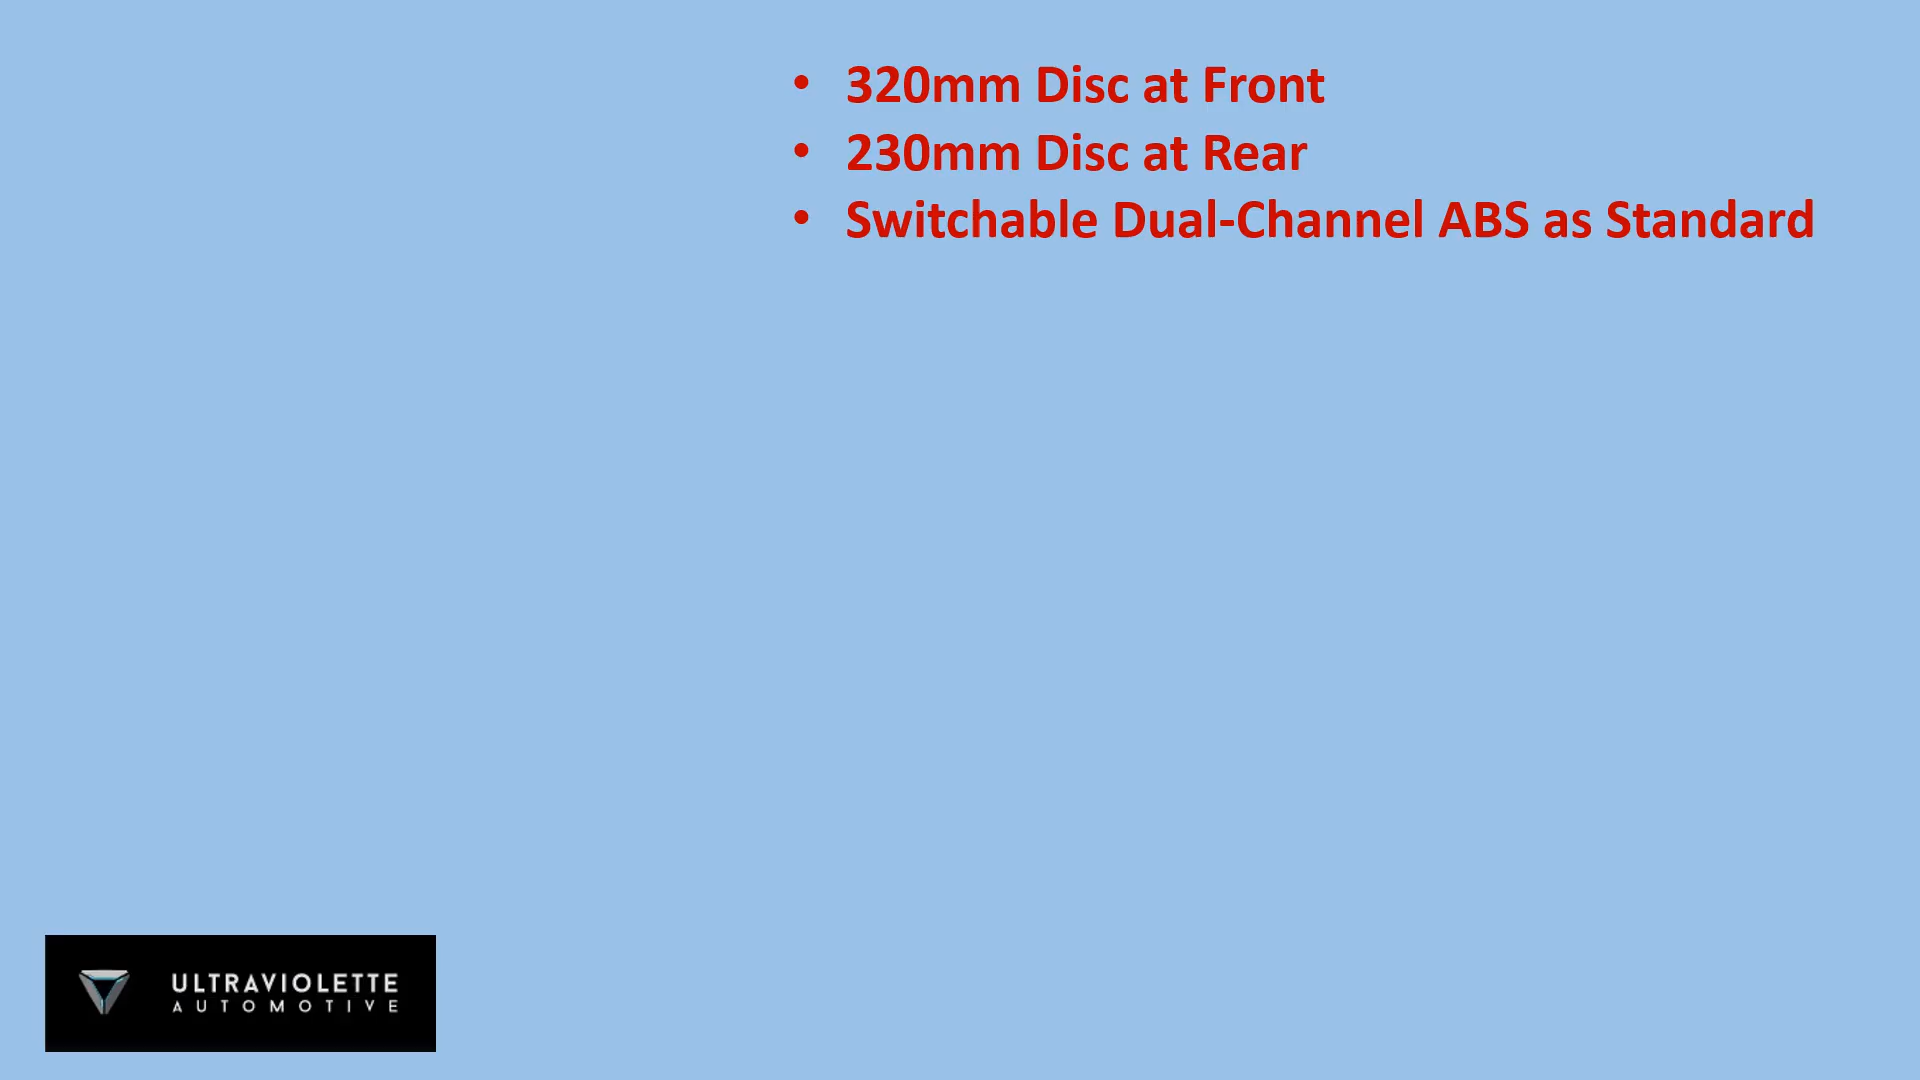 • 320mm Disc at Front
• 230mm Disc at Rear
• Switchable Dual-Channel ABS as Standard
ULTRAVIOLETTE
AUTOMOTIVE